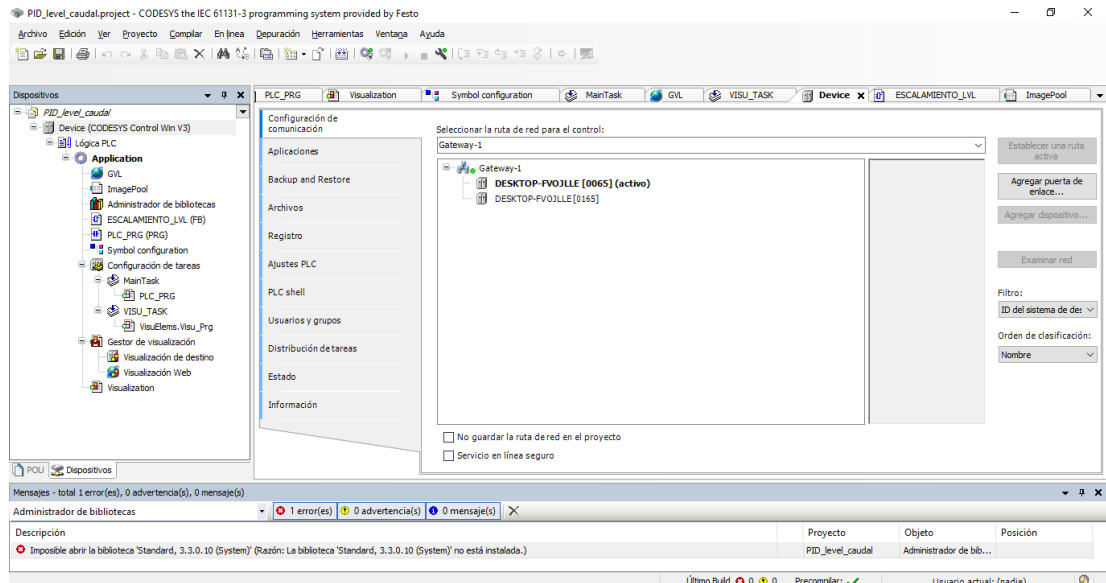 PID_level_caudal.project - CODESYS the IEC 61131-3 programming system provided by Festo
Archivo Edición Ver Proyecto Compilar En línea Depuración Herramientas Ventana Ayuda
Dispositivos
PID_level_caudal
Device (CODESYS Control Win V3)
Lógica PLC
Application
GVL
ImagePool
Administrador de bibliotecas
ESCALAMIENTO_LVL (FB)
PLC_PRG (PRG)
Symbol configuration
Configuración de tareas
MainTask
PLC_PRG
VISU_TASK
VisuElems.Visu_Prg
Gestor de visualización
Visualización de destino
Visualización Web
Visualization
POU Dispositivos
PLC_PRG Visualization Symbol configuration MainTask GVL VISU_TASK Device ESCALAMIENTO_LVL ImagePool
Configuración de comunicación
Aplicaciones
Backup and Restore
Archivos
Registro
Ajustes PLC
PLC shell
Usuarios y grupos
Distribución de tareas
Estado
Información
Seleccionar la ruta de red para el control:
Gateway-1
Gateway-1
DESKTOP-FVOJLLE [0065] (activo)
DESKTOP-FVOJLLE [0165]
No guardar la ruta de red en el proyecto
Servicio en línea seguro
Establecer una ruta activa
Agregar puerta de enlace...
Agregar dispositivo...
Examinar red
Filtro:
ID del sistema de de
Orden de clasificación:
Nombre
Mensajes - total 1 error(es), 0 advertencia(s), 0 mensaje(s)
Administrador de bibliotecas 1 error(es) 0 advertencia(s) 0 mensaje(s)
Descripción Proyecto Objeto Posición
Imposible abrir la biblioteca 'Standard, 3.3.0.10 (System)' (Razón: La biblioteca 'Standard, 3.3.0.10 (System)' no está instalada.) PID_level_caudal Administrador de bib...
Último Build 0 0 Precompilar: Usuario actual: (nadie)